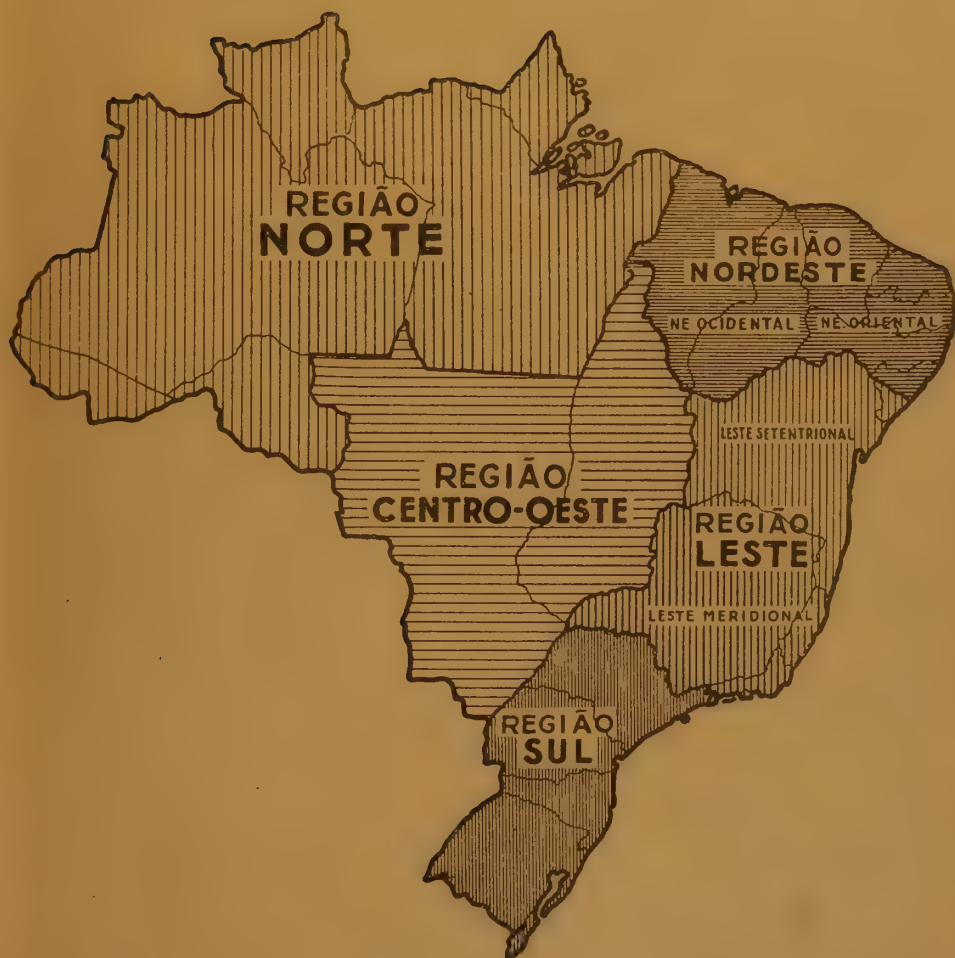 REGIÃO
NORTE
REGIÃO
NORDESTE
NE OCIDENTAL
NE ORIENTAL
LESTE SETENTRIONAL
REGIÃO
CENTRO-OESTE
REGIÃO
LESTE
LESTE MERIDIONAL
REGIÃO
SUL